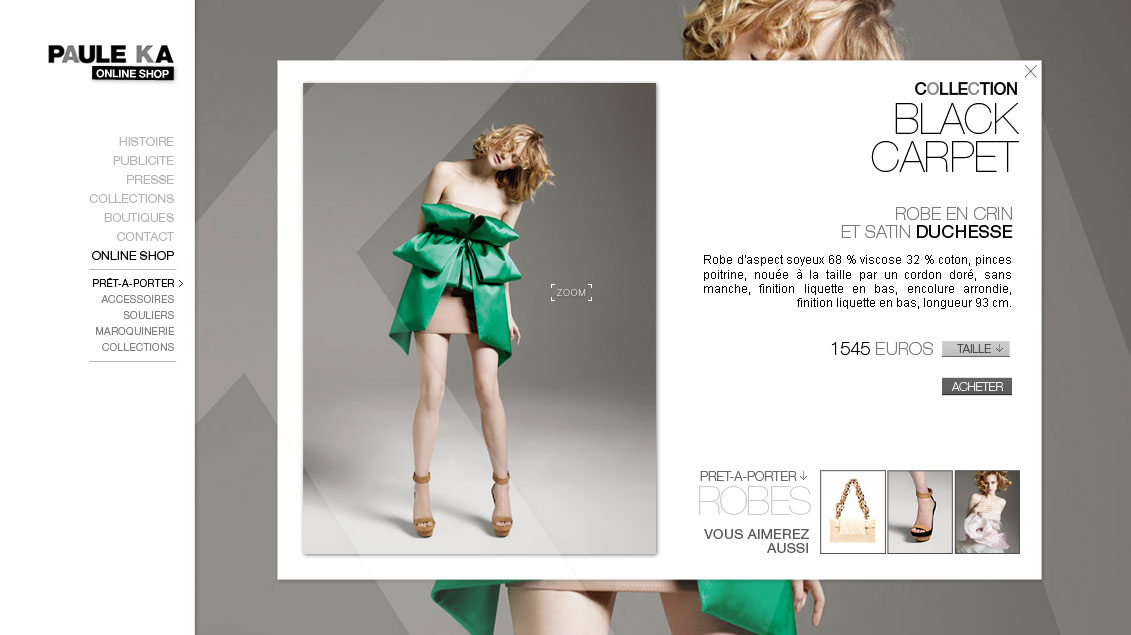 PAULE KA
ONLINE SHOP
HISTOIRE
PUBLICITE
PRESSE
COLLECTIONS
BOUTIQUES
CONTACT
ONLINE SHOP
PRÊT-A-PORTER
ACCESSOIRES
SOULIERS
MAROQUINERIE
COLLECTIONS
ZOOM
COLLECTION
BLACK
CARPET
ROBE EN CRIN
ET SATIN DUCHESSE
Robe d'aspect soyeux 68 % viscose 32 % coton, pinces
poitrine, nouée à la taille par un cordon doré, sans
manche, finition liquette en bas, encolure arrondie,
finition liquette en bas, longueur 93 cm.
1545 EUROS TAILLE
ACHETER
PRET-A-PORTER
ROBES
VOUS AIMEREZ
AUSSI